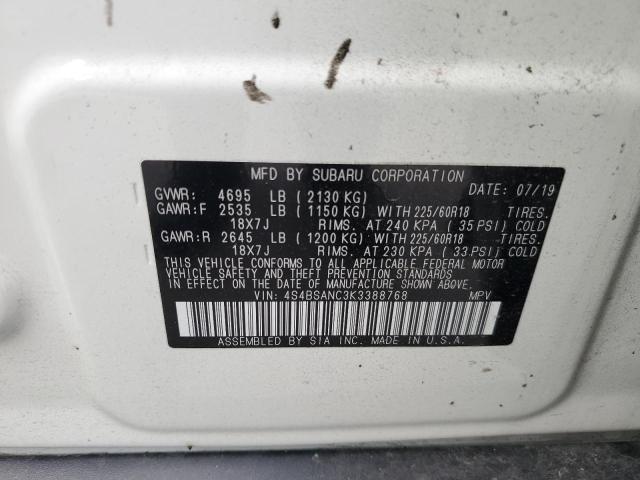 MFD BY SUBARU CORPORATION
GVWR: 4695 LB ( 2130 KG) DATE: 07/19
GAWR:F 2535 LB ( 1150 KG) WITH 225/60R18 TIRES.
18X7J RIMS. AT 240 KPA ( 35 PSI) COLD
GAWR:R 2645 LB ( 1200 KG) WITH 225/60R18 TIRES.
18X7J RIMS. AT 230 KPA ( 33 PSI) COLD
THIS VEHICLE CONFORMS TO ALL APPLICABLE FEDERAL MOTOR
VEHICLE SAFETY AND THEFT PREVENTION STANDARDS IN
EFFECT ON THE DATE OF MANUFACTURE SHOWN ABOVE.
VIN: 4S4BSANC3K3388768 MPV
ASSEMBLED BY SIA INC. MADE IN U.S.A.